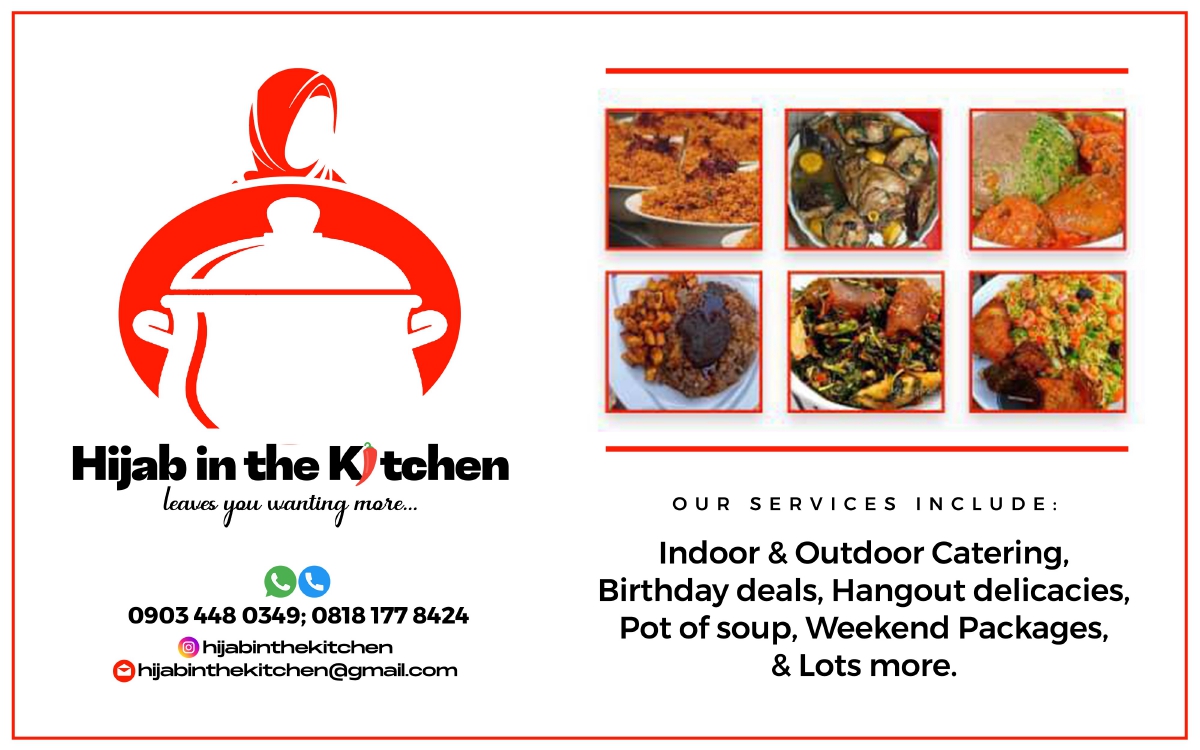 Hijab in the Kitchen
leaves you wanting more...
0903 448 0349; 0818 177 8424
hijabinthekitchen
hijabinthekitchen@gmail.com
OUR SERVICES INCLUDE:
Indoor & Outdoor Catering,
Birthday deals, Hangout delicacies,
Pot of soup, Weekend Packages,
& Lots more.